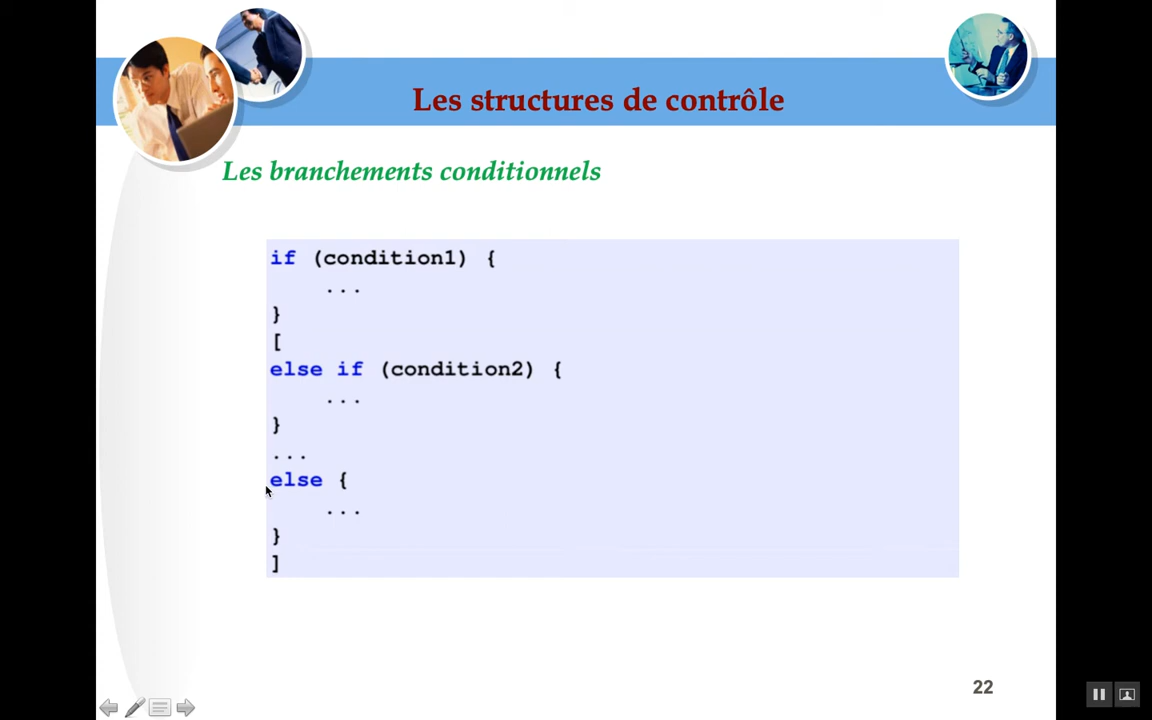 Les structures de contrôle
Les branchements conditionnels
if (condition1) {
...
}
[
else if (condition2) {
...
}
...
else {
...
}
]
22